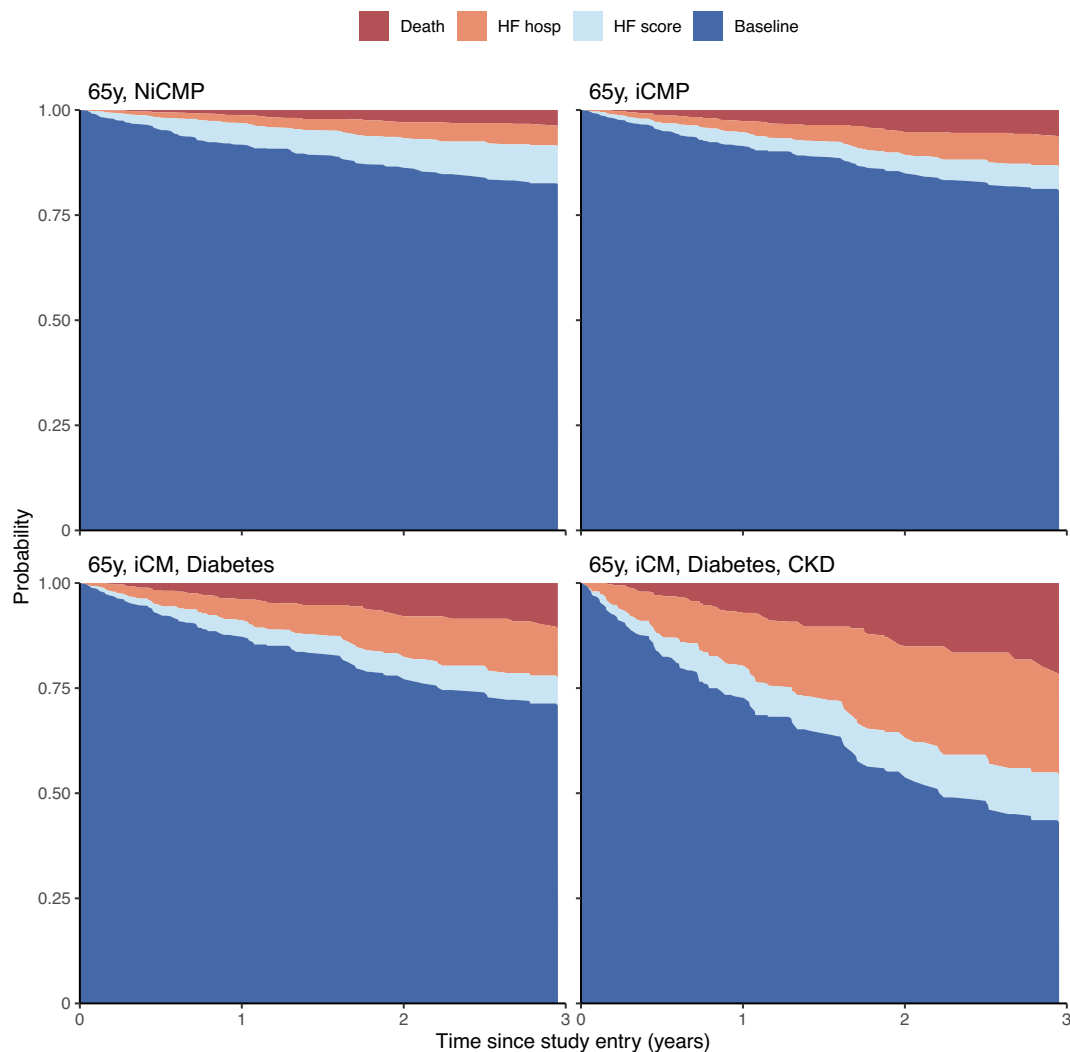 Death HF hosp HF score Baseline
65y, NiCMP 65y, iCMP
1.00
0.75
0.50
0.25
0
65y, iCM, Diabetes 65y, iCM, Diabetes, CKD
Probability
1.00
0.75
0.50
0.25
0
0 1 2 3 0 1 2 3
Time since study entry (years)